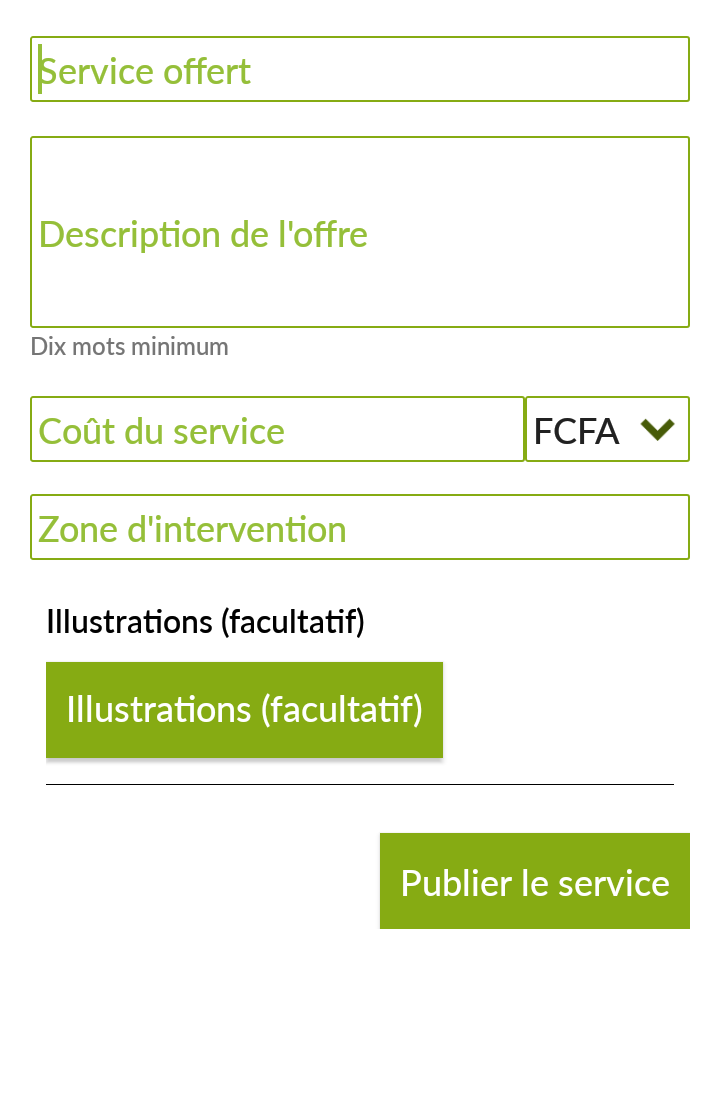 Service offert
Description de l'offre
Dix mots minimum
Coût du service
FCFA
Zone d'intervention
Illustrations (facultatif)
Illustrations (facultatif)
Publier le service